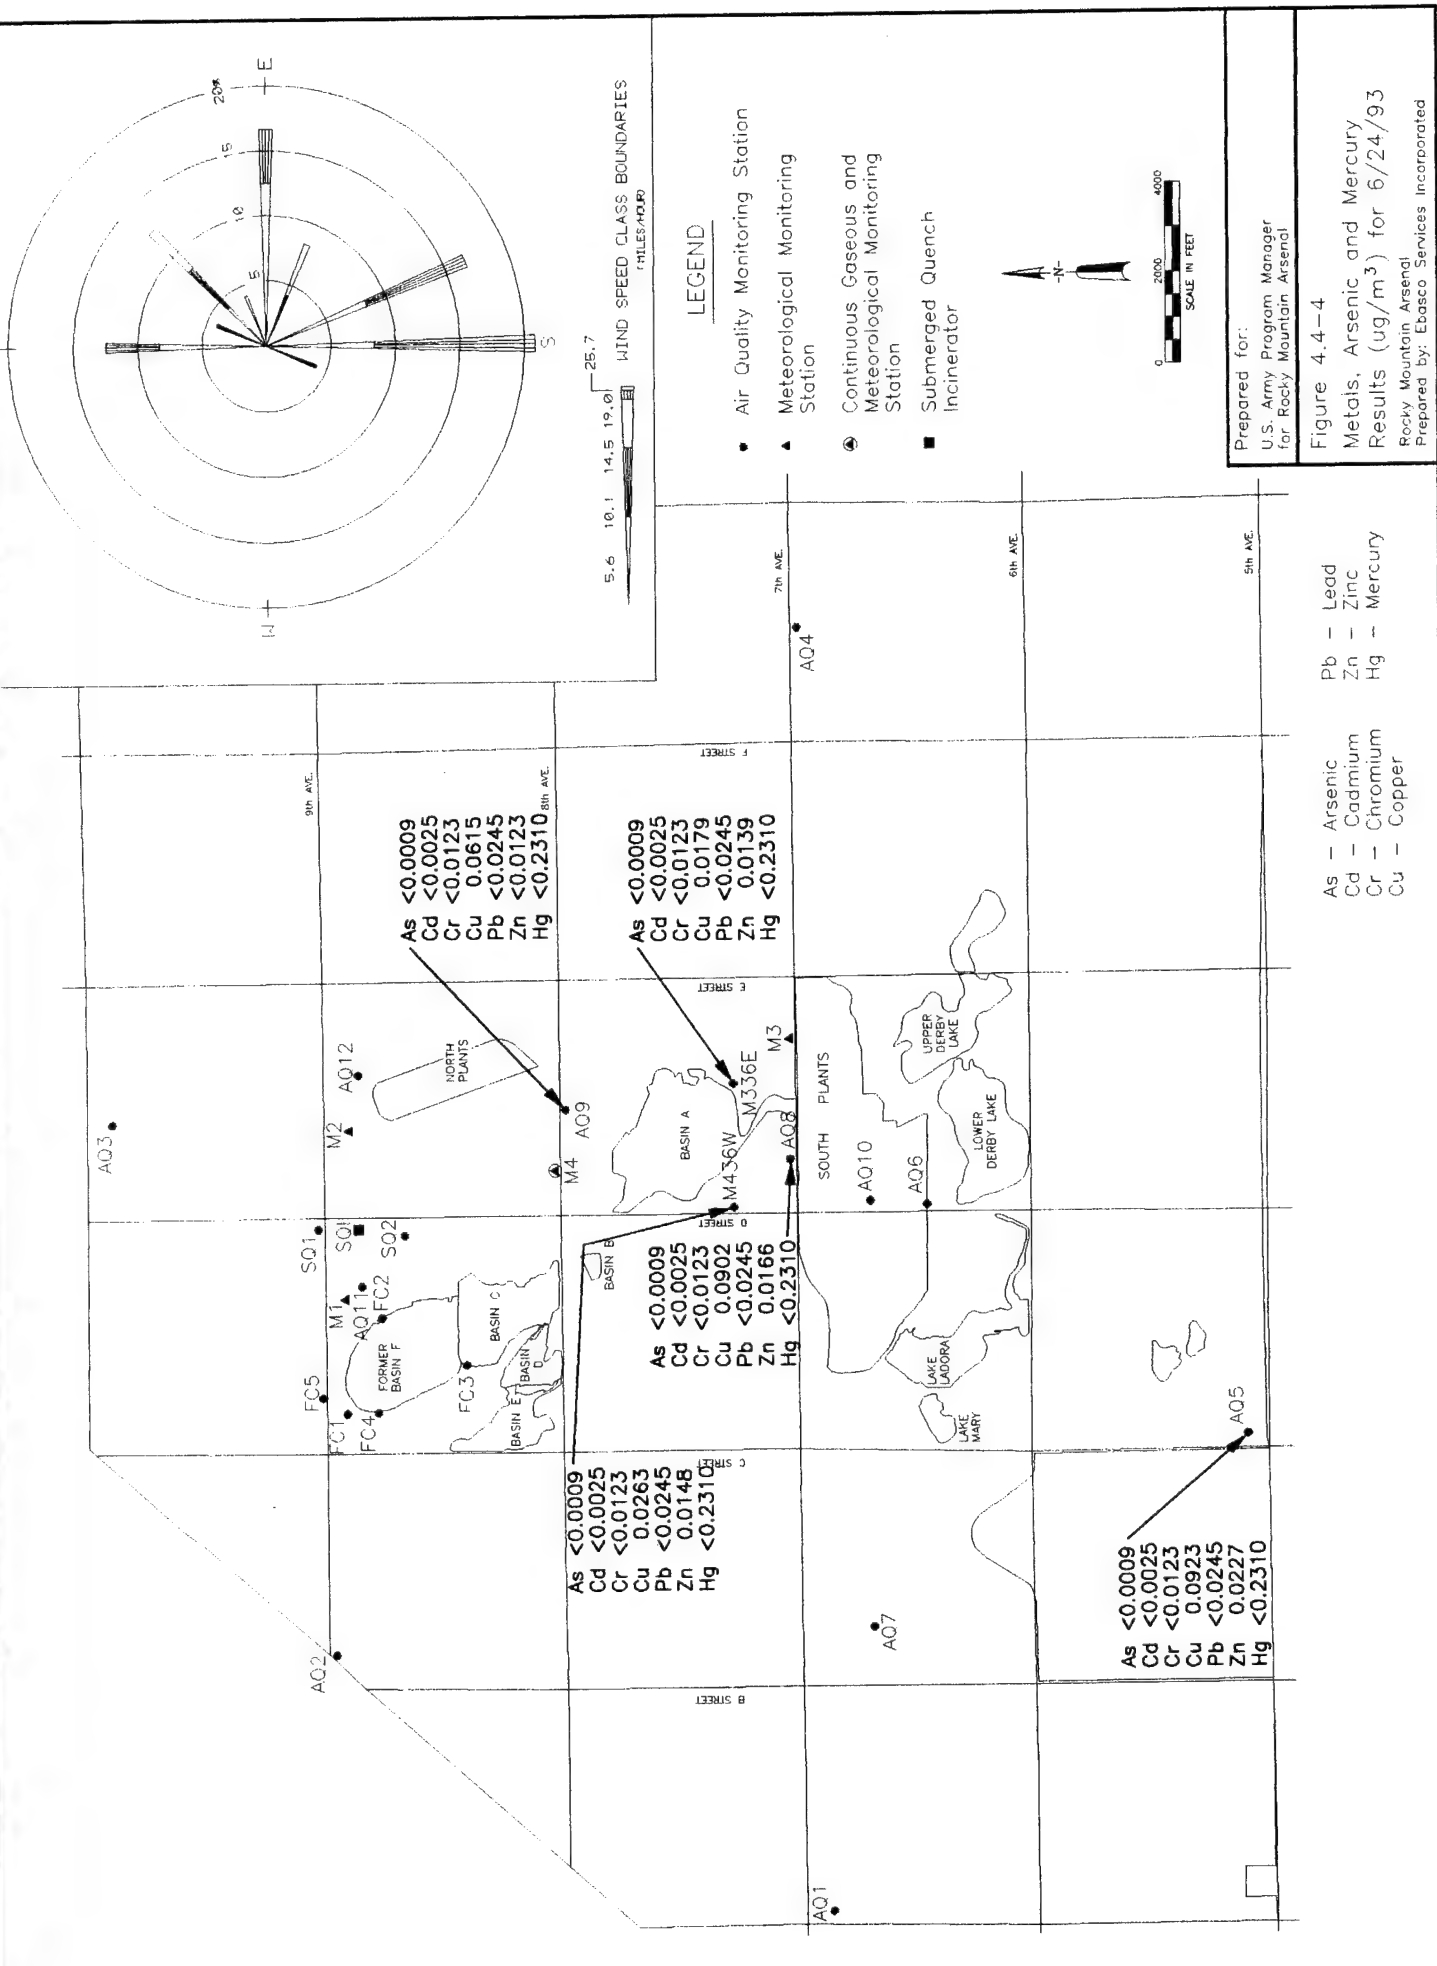 20%
15
10
5
E
W
S
5.6 10.1 14.5 19.0 25.7
WIND SPEED CLASS BOUNDARIES
(MILES/HOUR)
LEGEND
Air Quality Monitoring Station
Meteorological Monitoring
Station
Continuous Gaseous and
Meteorological Monitoring
Station
Submerged Quench
Incinerator
-N-
0 2000 4000
SCALE IN FEET
Prepared for:
U.S. Army Program Manager
for Rocky Mountain Arsenal
Figure 4.4-4
Metals, Arsenic and Mercury
Results (ug/m³) for 6/24/93
Rocky Mountain Arsenal
Prepared by: Ebasco Services Incorporated
As - Arsenic
Cd - Cadmium
Cr - Chromium
Cu - Copper
Pb - Lead
Zn - Zinc
Hg - Mercury
9th AVE.
8th AVE.
7th AVE.
6th AVE.
5th AVE.
B STREET
C STREET
D STREET
E STREET
F STREET
AQ3
AQ2
FC5
FC1
FC4
M1
AQ11
FC2
FC3
SQ1
SQI
SQ2
M2
AQ12
FORMER
BASIN F
BASIN C
BASIN
D
BASIN E
BASIN B
NORTH
PLANTS
As <0.0009
Cd <0.0025
Cr <0.0123
Cu 0.0615
Pb <0.0245
Zn <0.0123
Hg <0.2310
M4
AQ9
As <0.0009
Cd <0.0025
Cr <0.0123
Cu 0.0263
Pb <0.0245
Zn 0.0148
Hg <0.2310
BASIN A
M436W
M336E
As <0.0009
Cd <0.0025
Cr <0.0123
Cu 0.0179
Pb <0.0245
Zn 0.0139
Hg <0.2310
As <0.0009
Cd <0.0025
Cr <0.0123
Cu 0.0902
Pb <0.0245
Zn 0.0166
Hg <0.2310
AQ8
M3
AQ4
SOUTH PLANTS
AQ1
AQ7
AQ10
AQ6
LAKE
LADORA
LAKE
MARY
LOWER
DERBY LAKE
UPPER
DERBY
LAKE
As <0.0009
Cd <0.0025
Cr <0.0123
Cu 0.0923
Pb <0.0245
Zn 0.0227
Hg <0.2310
AQ5